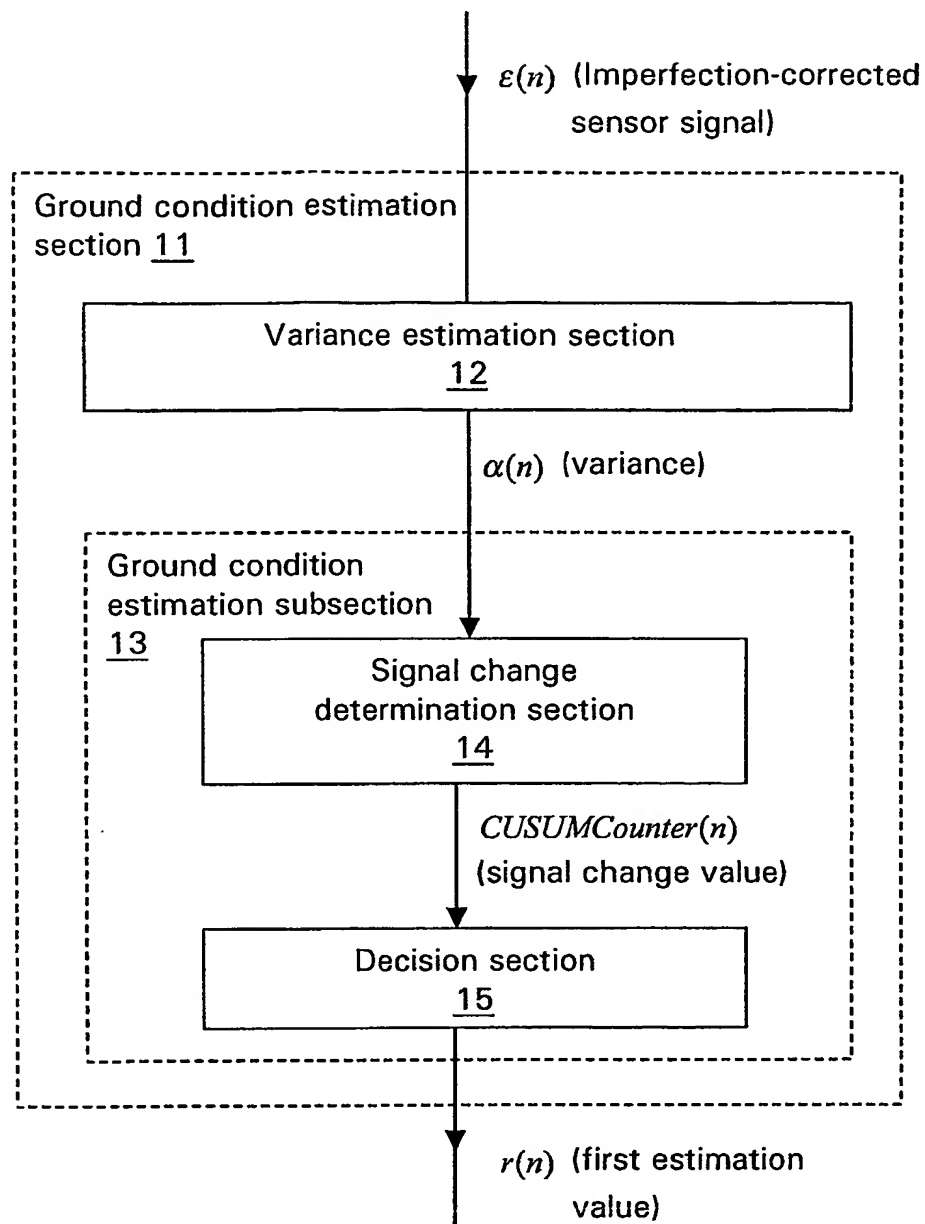 ε(n) (Imperfection-corrected
sensor signal)
Ground condition estimation
section 11
Variance estimation section
12
α(n) (variance)
Ground condition
estimation subsection
13
Signal change
determination section
14
CUSUMCounter(n)
(signal change value)
Decision section
15
r(n) (first estimation
value)